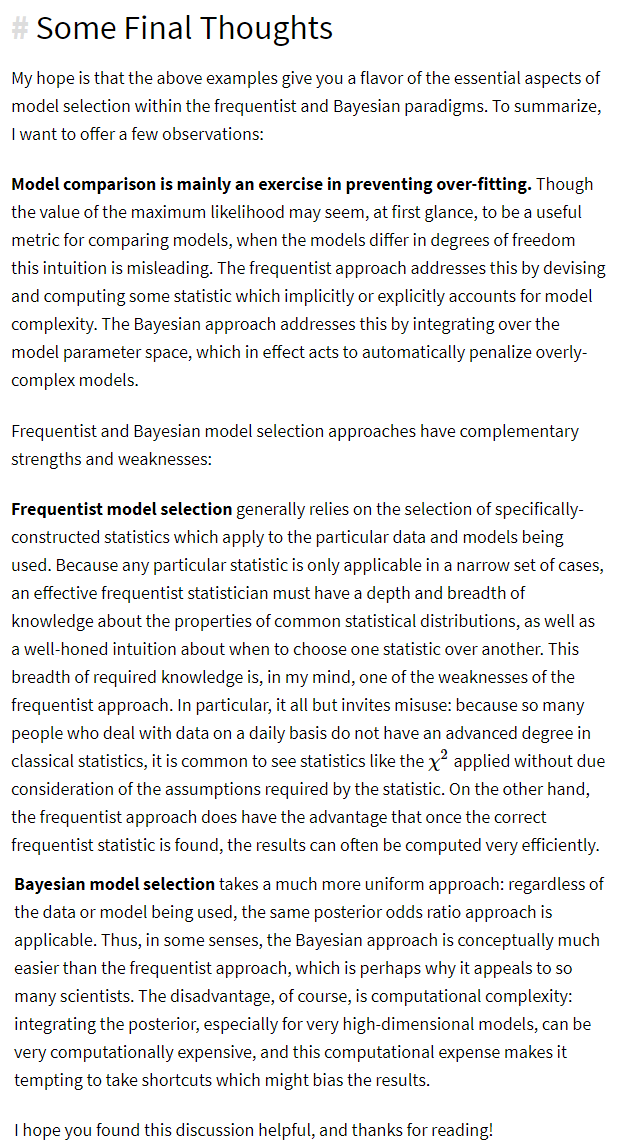 # Some Final Thoughts
My hope is that the above examples give you a flavor of the essential aspects of
model selection within the frequentist and Bayesian paradigms. To summarize,
I want to offer a few observations:
Model comparison is mainly an exercise in preventing over-fitting. Though
the value of the maximum likelihood may seem, at first glance, to be a useful
metric for comparing models, when the models differ in degrees of freedom
this intuition is misleading. The frequentist approach addresses this by devising
and computing some statistic which implicitly or explicitly accounts for model
complexity. The Bayesian approach addresses this by integrating over the
model parameter space, which in effect acts to automatically penalize overly-
complex models.
Frequentist and Bayesian model selection approaches have complementary
strengths and weaknesses:
Frequentist model selection generally relies on the selection of specifically-
constructed statistics which apply to the particular data and models being
used. Because any particular statistic is only applicable in a narrow set of cases,
an effective frequentist statistician must have a depth and breadth of
knowledge about the properties of common statistical distributions, as well as
a well-honed intuition about when to choose one statistic over another. This
breadth of required knowledge is, in my mind, one of the weaknesses of the
frequentist approach. In particular, it all but invites misuse: because so many
people who deal with data on a daily basis do not have an advanced degree in
classical statistics, it is common to see statistics like the χ² applied without due
consideration of the assumptions required by the statistic. On the other hand,
the frequentist approach does have the advantage that once the correct
frequentist statistic is found, the results can often be computed very efficiently.
Bayesian model selection takes a much more uniform approach: regardless of
the data or model being used, the same posterior odds ratio approach is
applicable. Thus, in some senses, the Bayesian approach is conceptually much
easier than the frequentist approach, which is perhaps why it appeals to so
many scientists. The disadvantage, of course, is computational complexity:
integrating the posterior, especially for very high-dimensional models, can be
very computationally expensive, and this computational expense makes it
tempting to take shortcuts which might bias the results.
I hope you found this discussion helpful, and thanks for reading!